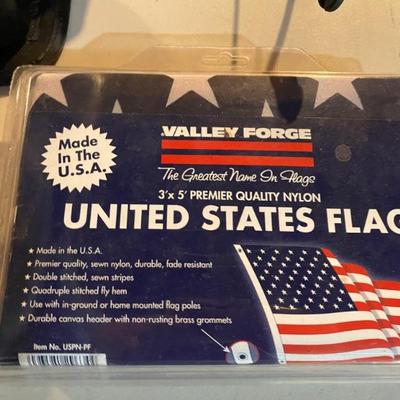 Made
In The
U.S.A.
VALLEY FORGE
The Greatest Name In Flags
3' x 5' PREMIER QUALITY NYLON
UNITED STATES FLAG
★ Made in the U.S.A.
★ Premier quality, sewn nylon, durable, fade resistant
★ Double stitched, sewn stripes
★ Quadruple stitched fly hem
★ Use with in-ground or home mounted flag poles
★ Durable canvas header with non-rusting brass grommets
Item No. USPN-PF